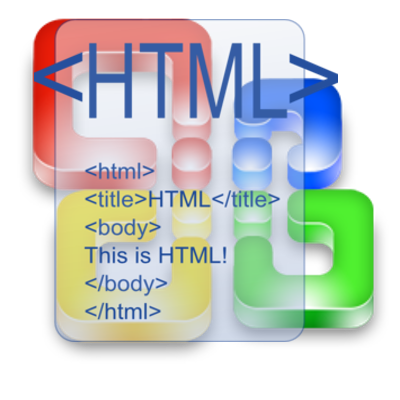 <HTML>
<html>
<title>HTML</title>
<body>
This is HTML!
</body>
</html>